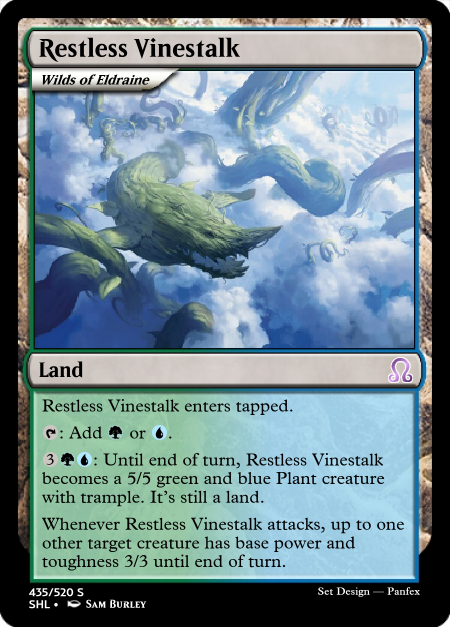 Restless Vinestalk
Wilds of Eldraine
Land
Restless Vinestalk enters tapped.
: Add or .
3 : Until end of turn, Restless Vinestalk
becomes a 5/5 green and blue Plant creature
with trample. It's still a land.
Whenever Restless Vinestalk attacks, up to one
other target creature has base power and
toughness 3/3 until end of turn.
435/520 S
Set Design — Panfex
SHL • Sam Burley